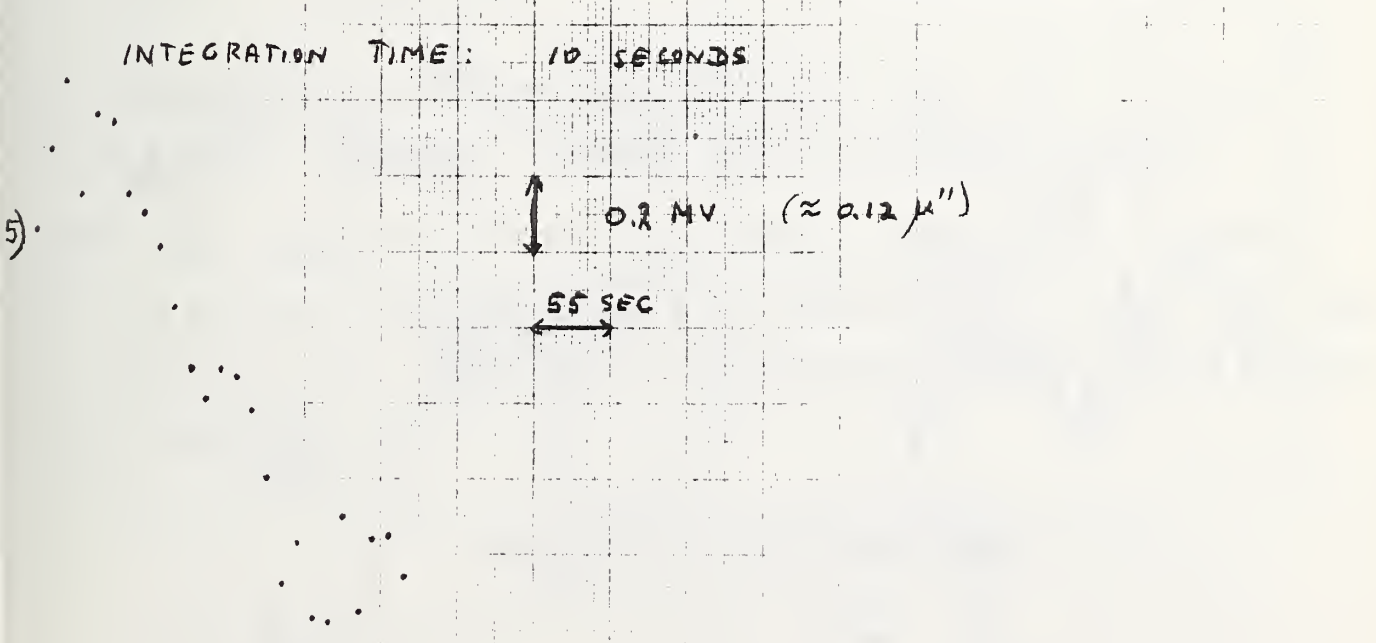 INTEGRATION TIME: 10 SECONDS
5)
0.2 MV (≈ 0.12 μ")
55 SEC